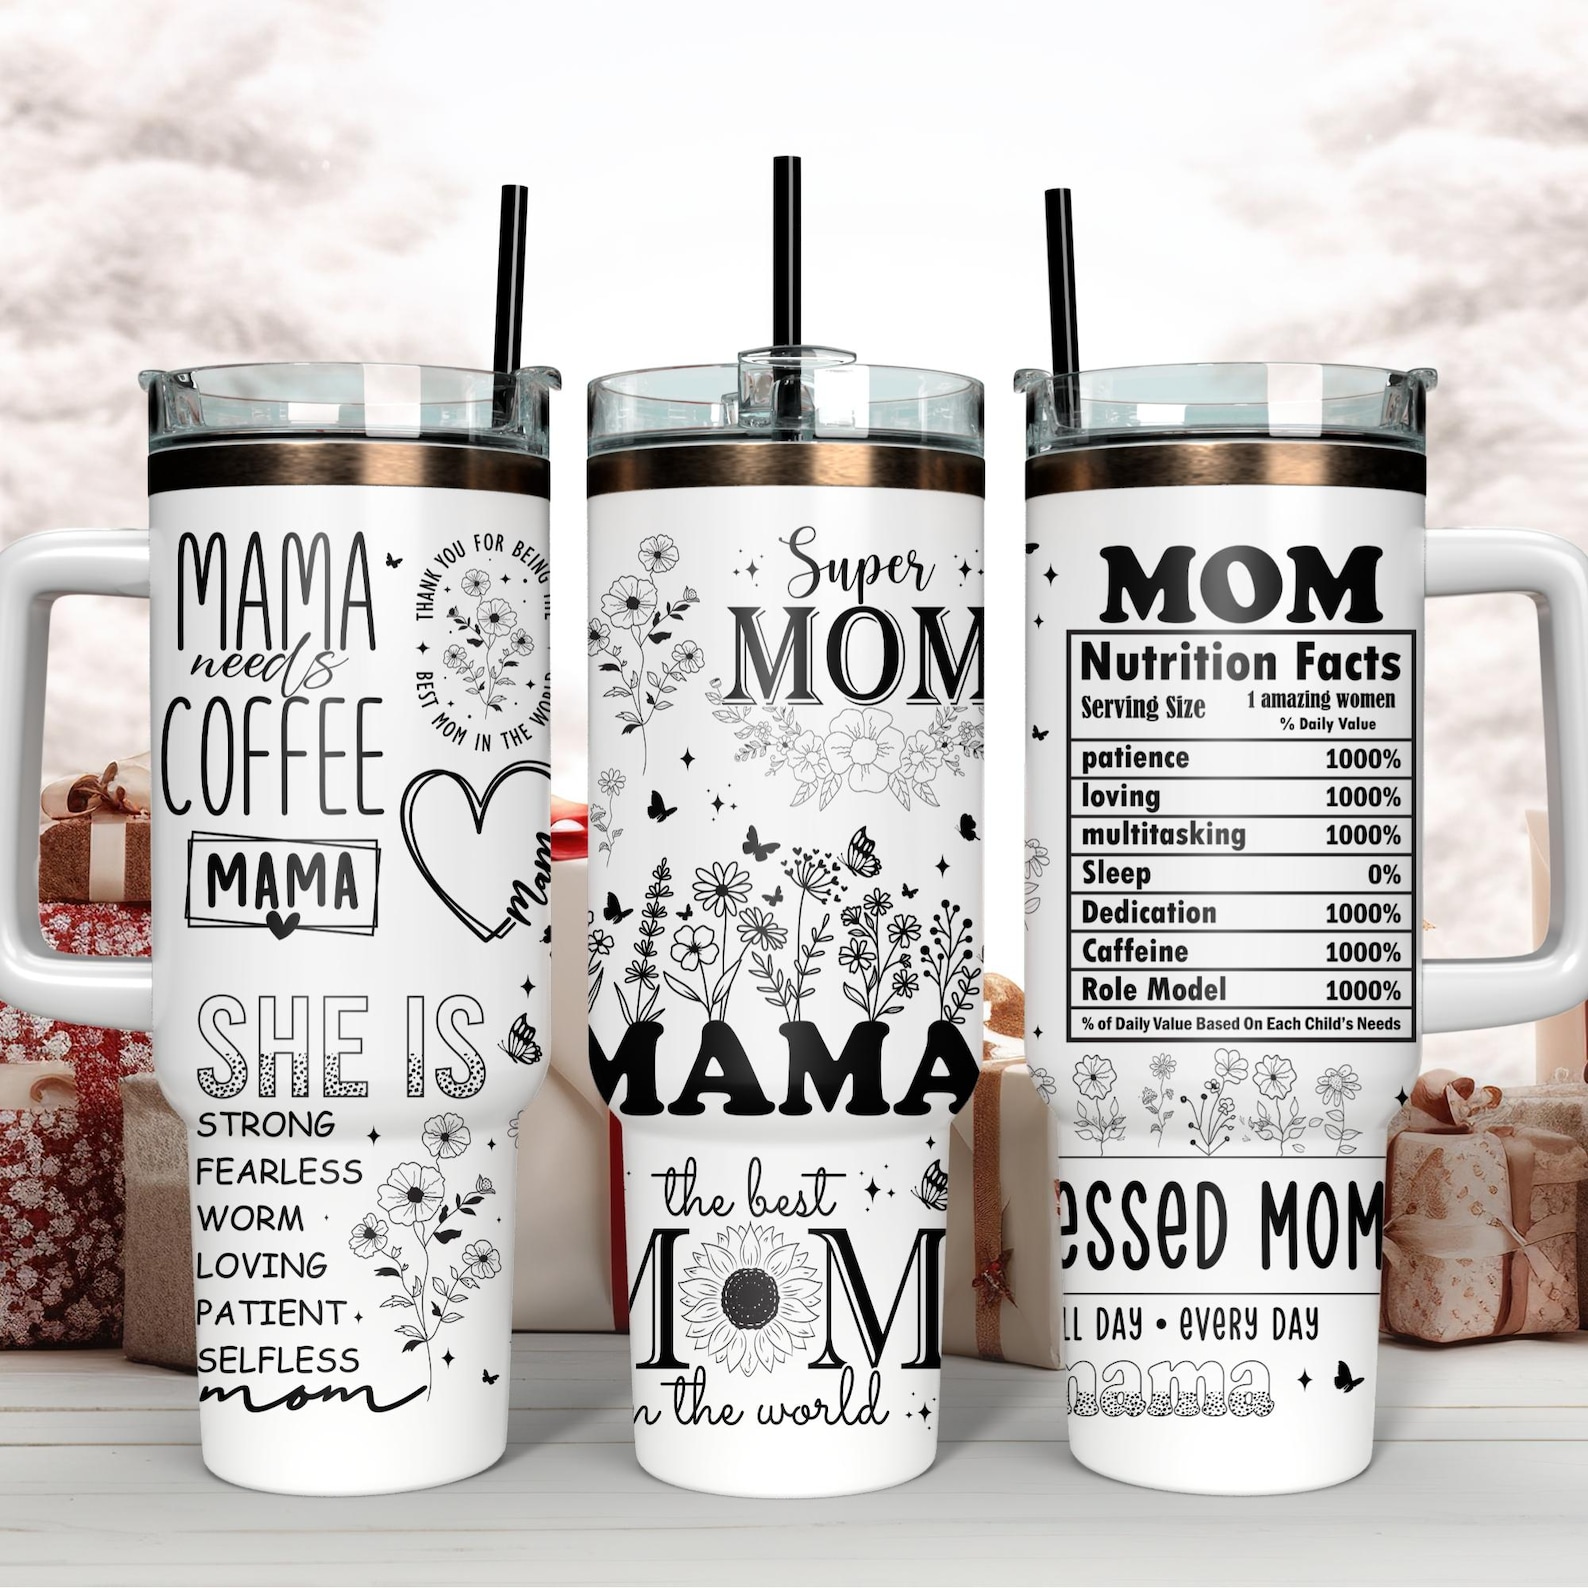 MAMA
needs
COFFEE
THANK YOU FOR BEING THE
BEST MOM IN THE WORLD
MAMA
Mam
SHE IS
STRONG
FEARLESS
WORM
LOVING
PATIENT
SELFLESS
mom
Super
MOM
MAMA
the best
MOM
in the world
MOM
Nutrition Facts
Serving Size 1 amazing women
% Daily Value
patience 1000%
loving 1000%
multitasking 1000%
Sleep 0%
Dedication 1000%
Caffeine 1000%
Role Model 1000%
% of Daily Value Based On Each Child's Needs
essed MOM
LL DAY • every DAY
mama